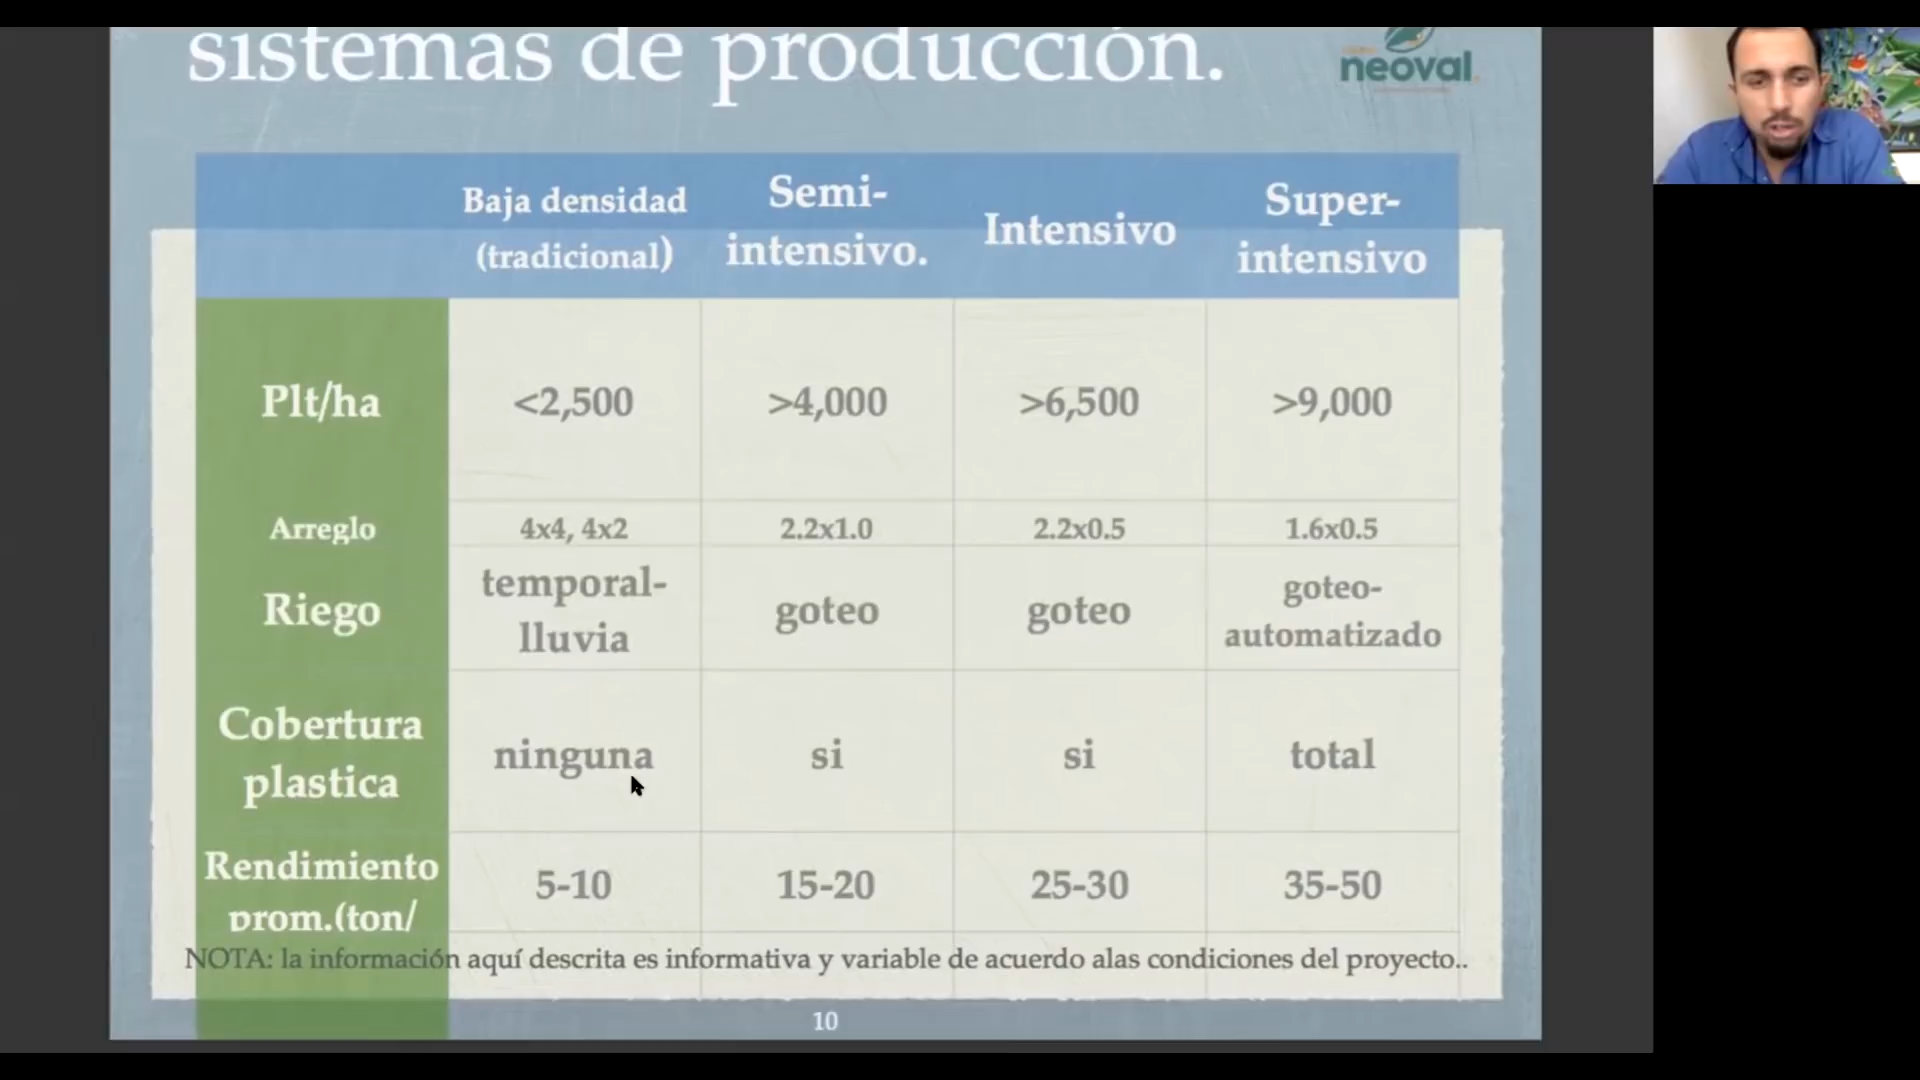 sistemas de producción.
neoval
Baja densidad
(tradicional)
Semi-
intensivo.
Intensivo
Super-
intensivo
Plt/ha
<2,500
>4,000
>6,500
>9,000
Arreglo
4x4, 4x2
2.2x1.0
2.2x0.5
1.6x0.5
Riego
temporal-
lluvia
goteo
goteo
goteo-
automatizado
Cobertura
plastica
ninguna
si
si
total
Rendimiento
prom.(ton/
5-10
15-20
25-30
35-50
NOTA: la información aquí descrita es informativa y variable de acuerdo alas condiciones del proyecto..
10